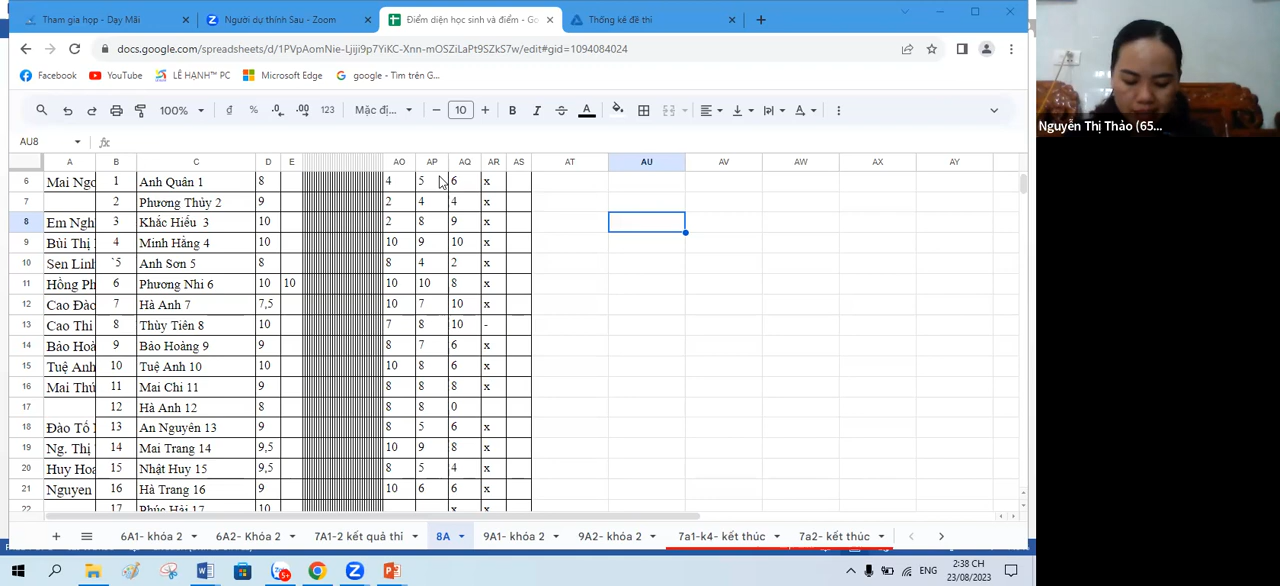 Tham gia họp - Dạy Mãi
Người dự thính Sau - Zoom
Điểm diện học sinh và điểm - Go
Thống kê đề thi
docs.google.com/spreadsheets/d/1PVpAomNie-Ljiji9p7YiKC-Xnn-mOSZiLaPt9SZkS7w/edit#gid=1094084024
Facebook YouTube LÊ HẠNH™ PC Microsoft Edge google - Tìm trên G...
100% đ % .0 .00 123 Mặc đị... − 10 + B I S A
AU8 fx
A B C D E AO AP AQ AR AS AT AU AV AW AX AY
6 Mai Ngo 1 Anh Quân 1 8 4 5 6 x
7 2 Phương Thủy 2 9 2 4 4 x
8 Em Ngh 3 Khắc Hiếu 3 10 2 8 9 x
9 Bùi Thị 4 Minh Hằng 4 10 10 9 10 x
10 Sen Linh `5 Anh Sơn 5 8 8 4 2 x
11 Hồng Ph 6 Phương Nhi 6 10 10 10 10 8 x
12 Cao Đào 7 Hà Anh 7 7,5 10 7 10 x
13 Cao Thi 8 Thùy Tiên 8 10 7 8 10 -
14 Bảo Hoà 9 Bảo Hoàng 9 9 8 7 6 x
15 Tuệ Anh 10 Tuệ Anh 10 10 10 8 6 x
16 Mai Thú 11 Mai Chi 11 9 8 8 8 x
17 12 Hà Anh 12 8 8 8 0
18 Đào Tố 13 An Nguyên 13 9 8 5 6 x
19 Ng. Thị 14 Mai Trang 14 9,5 10 9 8 x
20 Huy Hoa 15 Nhật Huy 15 9,5 8 5 4 x
21 Nguyen 16 Hà Trang 16 9 10 6 6 x
22 17 Phúc Hải 17 10 x x
+ 6A1- khóa 2 6A2- Khóa 2 7A1-2 kết quả thi 8A 9A1- khóa 2 9A2- khóa 2 7a1-k4- kết thúc 7a2- kết thúc
ENG 2:38 CH
23/08/2023
Nguyễn Thị Thảo (65...